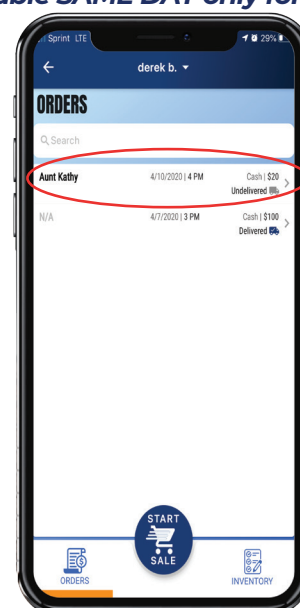 able SAME DAY only for
Sprint LTE 29%
derek b.
ORDERS
Search
Aunt Kathy 4/10/2020 | 4 PM Cash | $20
Undelivered
N/A 4/7/2020 | 3 PM Cash | $100
Delivered
START
SALE
ORDERS INVENTORY